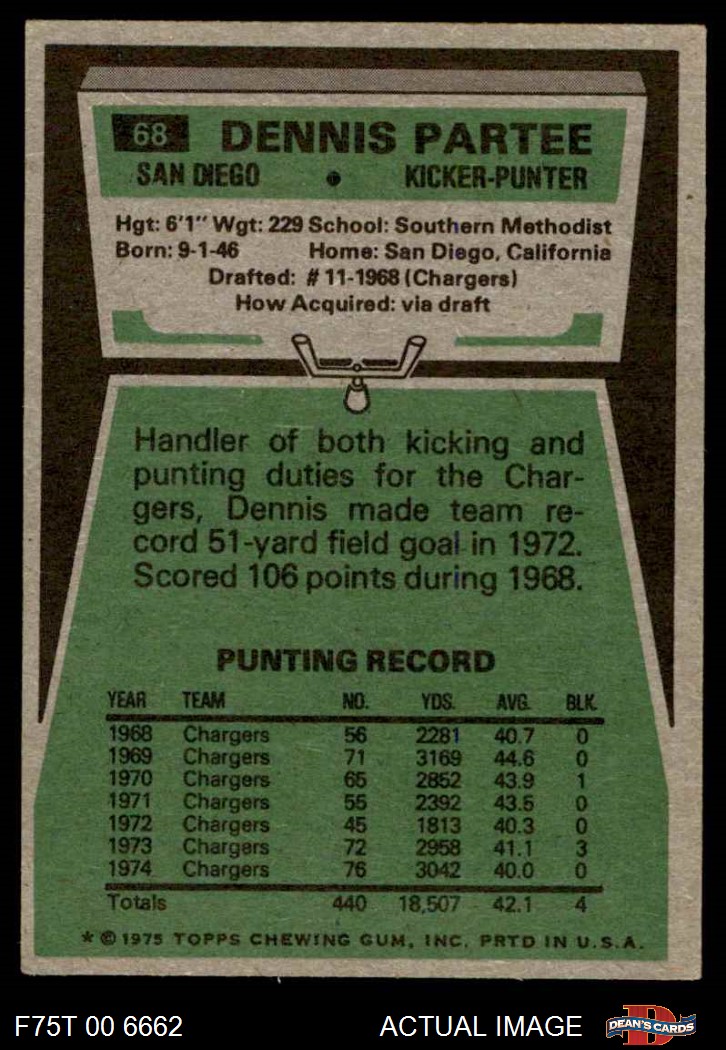 68 DENNIS PARTEE
SAN DIEGO • KICKER-PUNTER
Hgt: 6'1" Wgt: 229 School: Southern Methodist
Born: 9-1-46 Home: San Diego, California
Drafted: #11-1968 (Chargers)
How Acquired: via draft
Handler of both kicking and
punting duties for the Char-
gers, Dennis made team re-
cord 51-yard field goal in 1972.
Scored 106 points during 1968.
PUNTING RECORD
YEAR TEAM NO. YDS. AVG. BLK.
1968 Chargers 56 2281 40.7 0
1969 Chargers 71 3169 44.6 0
1970 Chargers 65 2852 43.9 1
1971 Chargers 55 2392 43.5 0
1972 Chargers 45 1813 40.3 0
1973 Chargers 72 2958 41.1 3
1974 Chargers 76 3042 40.0 0
Totals 440 18,507 42.1 4
* © 1975 TOPPS CHEWING GUM, INC. PRTD IN U.S.A.
F75T 00 6662 ACTUAL IMAGE DEAN'S CARDS